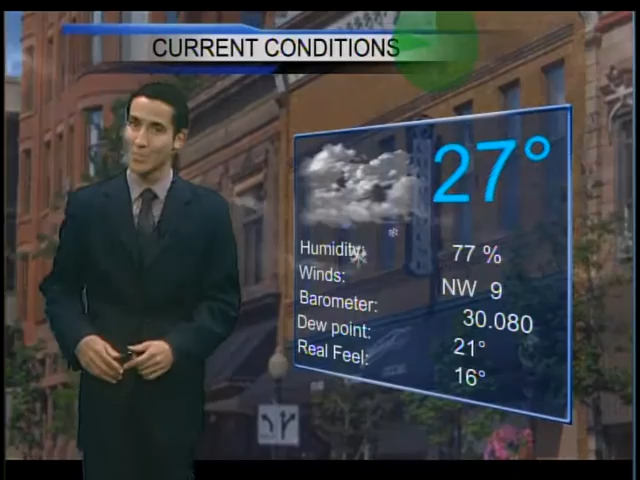 CURRENT CONDITIONS
27°
Humidity: 77 %
Winds: NW 9
Barometer: 30.080
Dew point: 21°
Real Feel: 16°